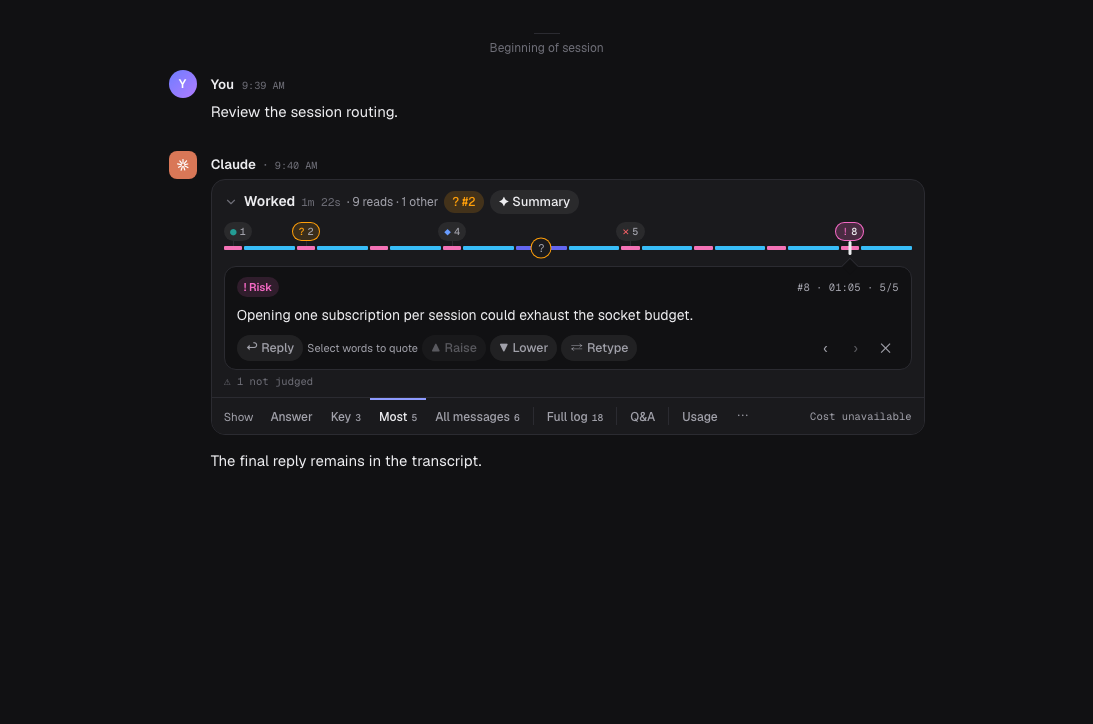 Beginning of session
Y You 9:39 AM
Review the session routing.
Claude · 9:40 AM
Worked 1m 22s · 9 reads · 1 other ? #2 ✦ Summary
● 1 ? 2 ◆ 4 × 5 ! 8
?
! Risk #8 · 01:05 · 5/5
Opening one subscription per session could exhaust the socket budget.
↩ Reply Select words to quote ▲ Raise ▼ Lower ⇄ Retype ‹ › ×
⚠ 1 not judged
Show Answer Key 3 Most 5 All messages 6 Full log 18 Q&A Usage ··· Cost unavailable
The final reply remains in the transcript.